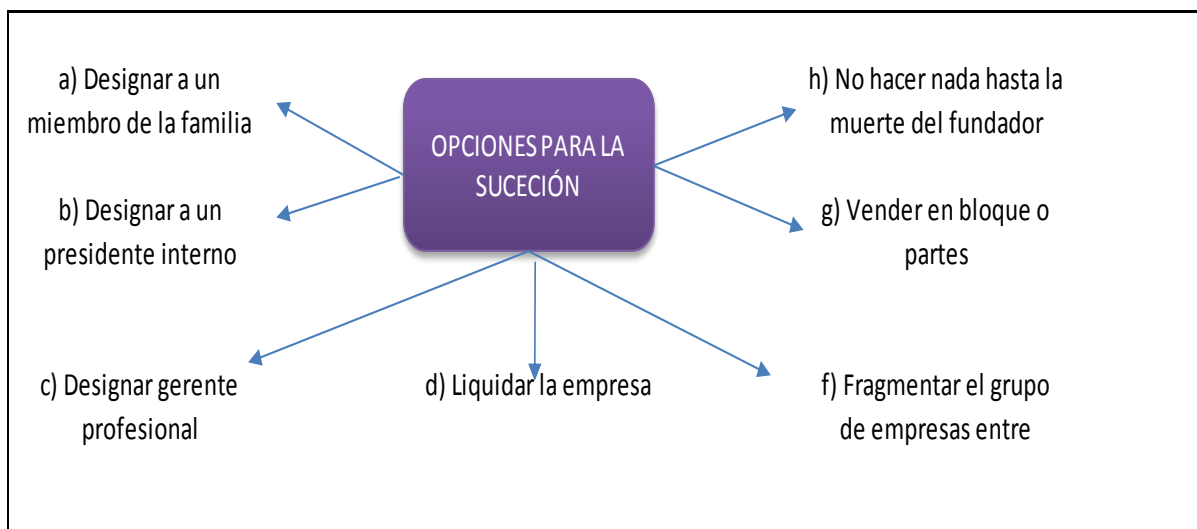 a) Designar a un
miembro de la familia
OPCIONES PARA LA
SUCECIÓN
h) No hacer nada hasta la
muerte del fundador
b) Designar a un
presidente interno
g) Vender en bloque o
partes
c) Designar gerente
profesional
d) Liquidar la empresa
f) Fragmentar el grupo
de empresas entre